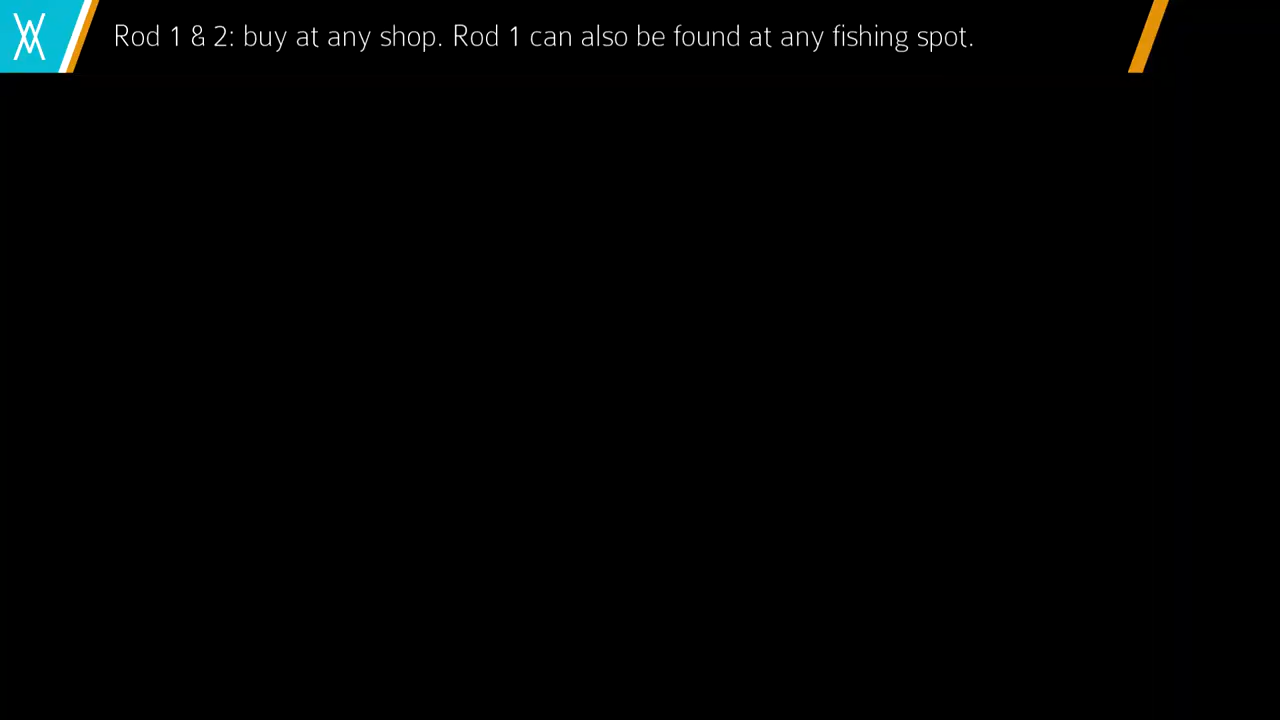 Rod 1 & 2: buy at any shop. Rod 1 can also be found at any fishing spot.